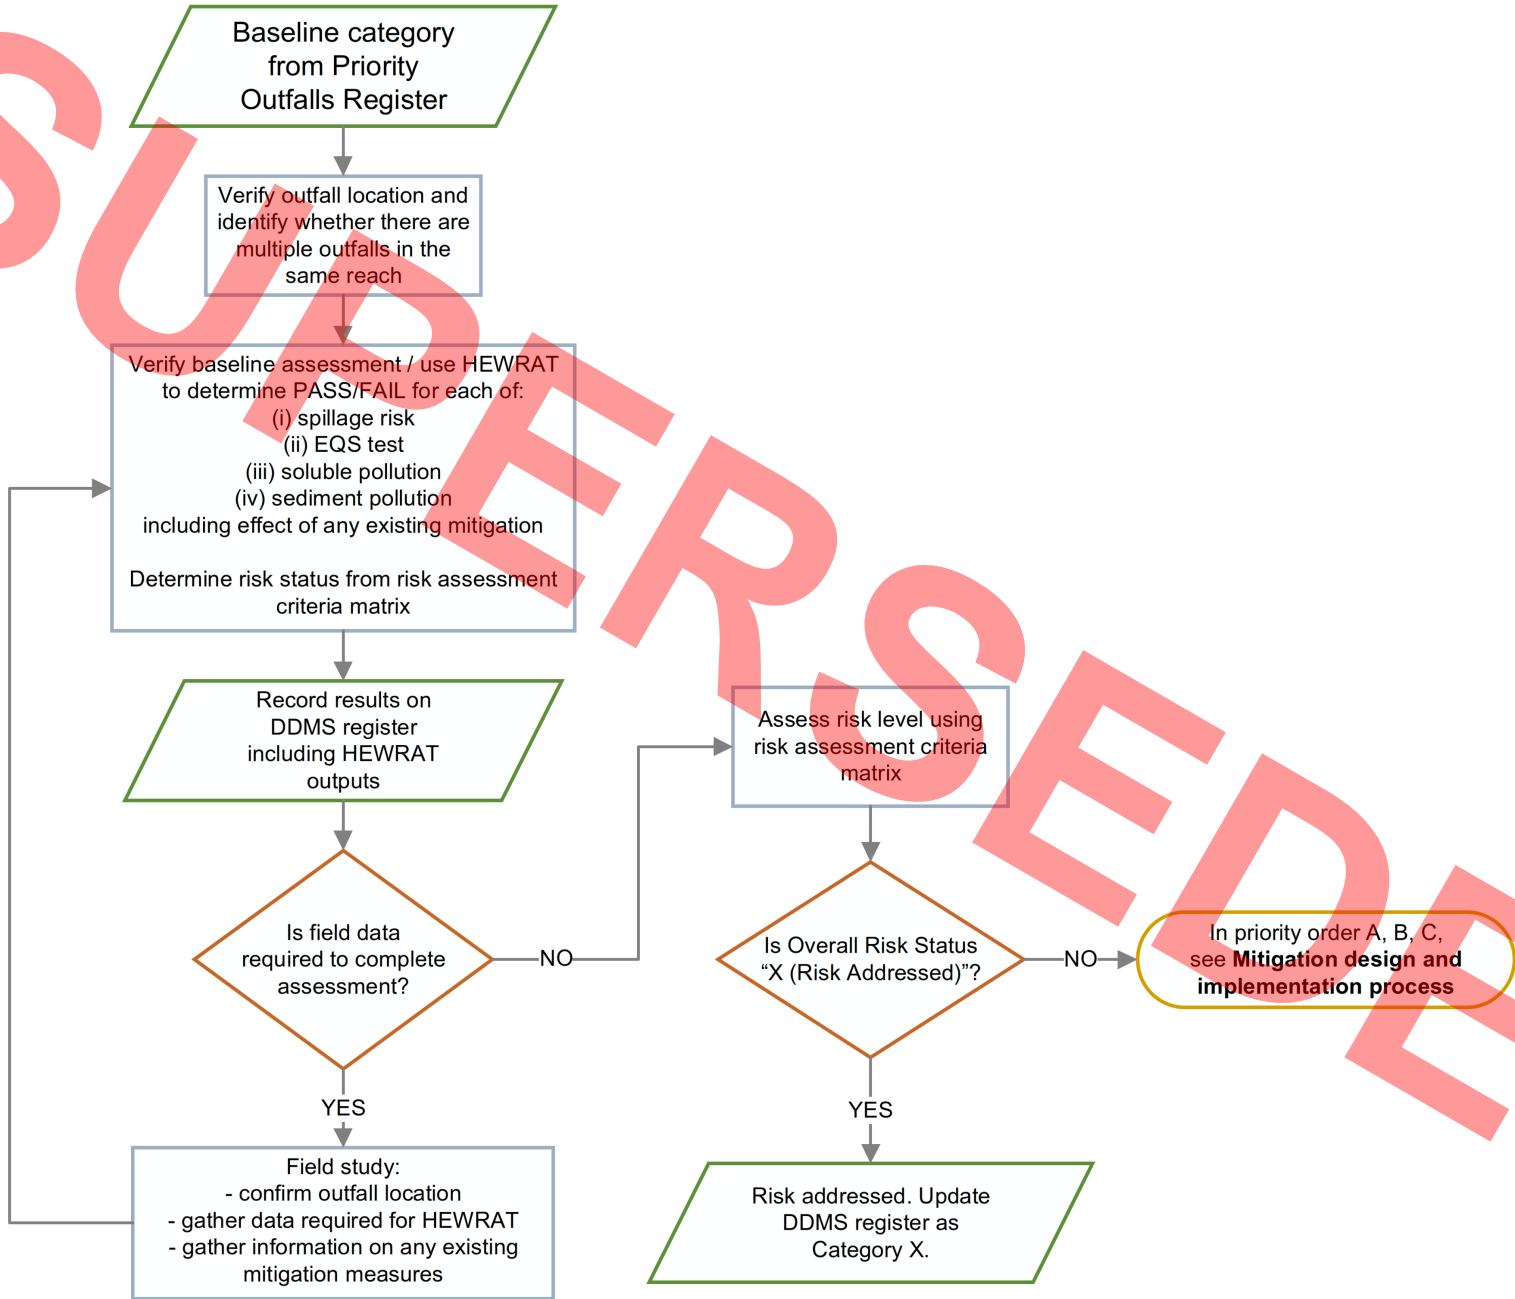 Baseline category
from Priority
Outfalls Register
Verify outfall location and
identify whether there are
multiple outfalls in the
same reach
Verify baseline assessment / use HEWRAT
to determine PASS/FAIL for each of:
(i) spillage risk
(ii) EQS test
(iii) soluble pollution
(iv) sediment pollution
including effect of any existing mitigation
Determine risk status from risk assessment
criteria matrix
Record results on
DDMS register
including HEWRAT
outputs
Is field data
required to complete
assessment?
NO
YES
Field study:
- confirm outfall location
- gather data required for HEWRAT
- gather information on any existing
mitigation measures
Assess risk level using
risk assessment criteria
matrix
Is Overall Risk Status
“X (Risk Addressed)”?
NO
In priority order A, B, C,
see Mitigation design and
implementation process
YES
Risk addressed. Update
DDMS register as
Category X.
SUPERSEDE